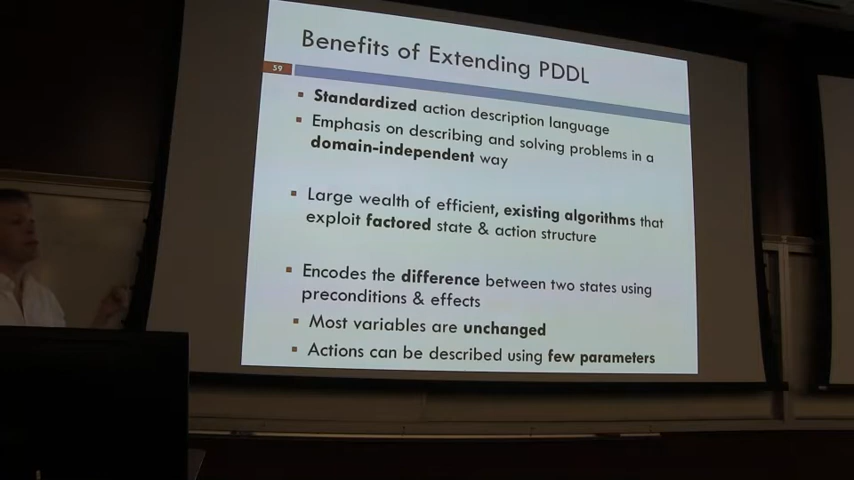 Benefits of Extending PDDL
59
▪ Standardized action description language
▪ Emphasis on describing and solving problems in a
domain-independent way
▪ Large wealth of efficient, existing algorithms that
exploit factored state & action structure
▪ Encodes the difference between two states using
preconditions & effects
▪ Most variables are unchanged
▪ Actions can be described using few parameters